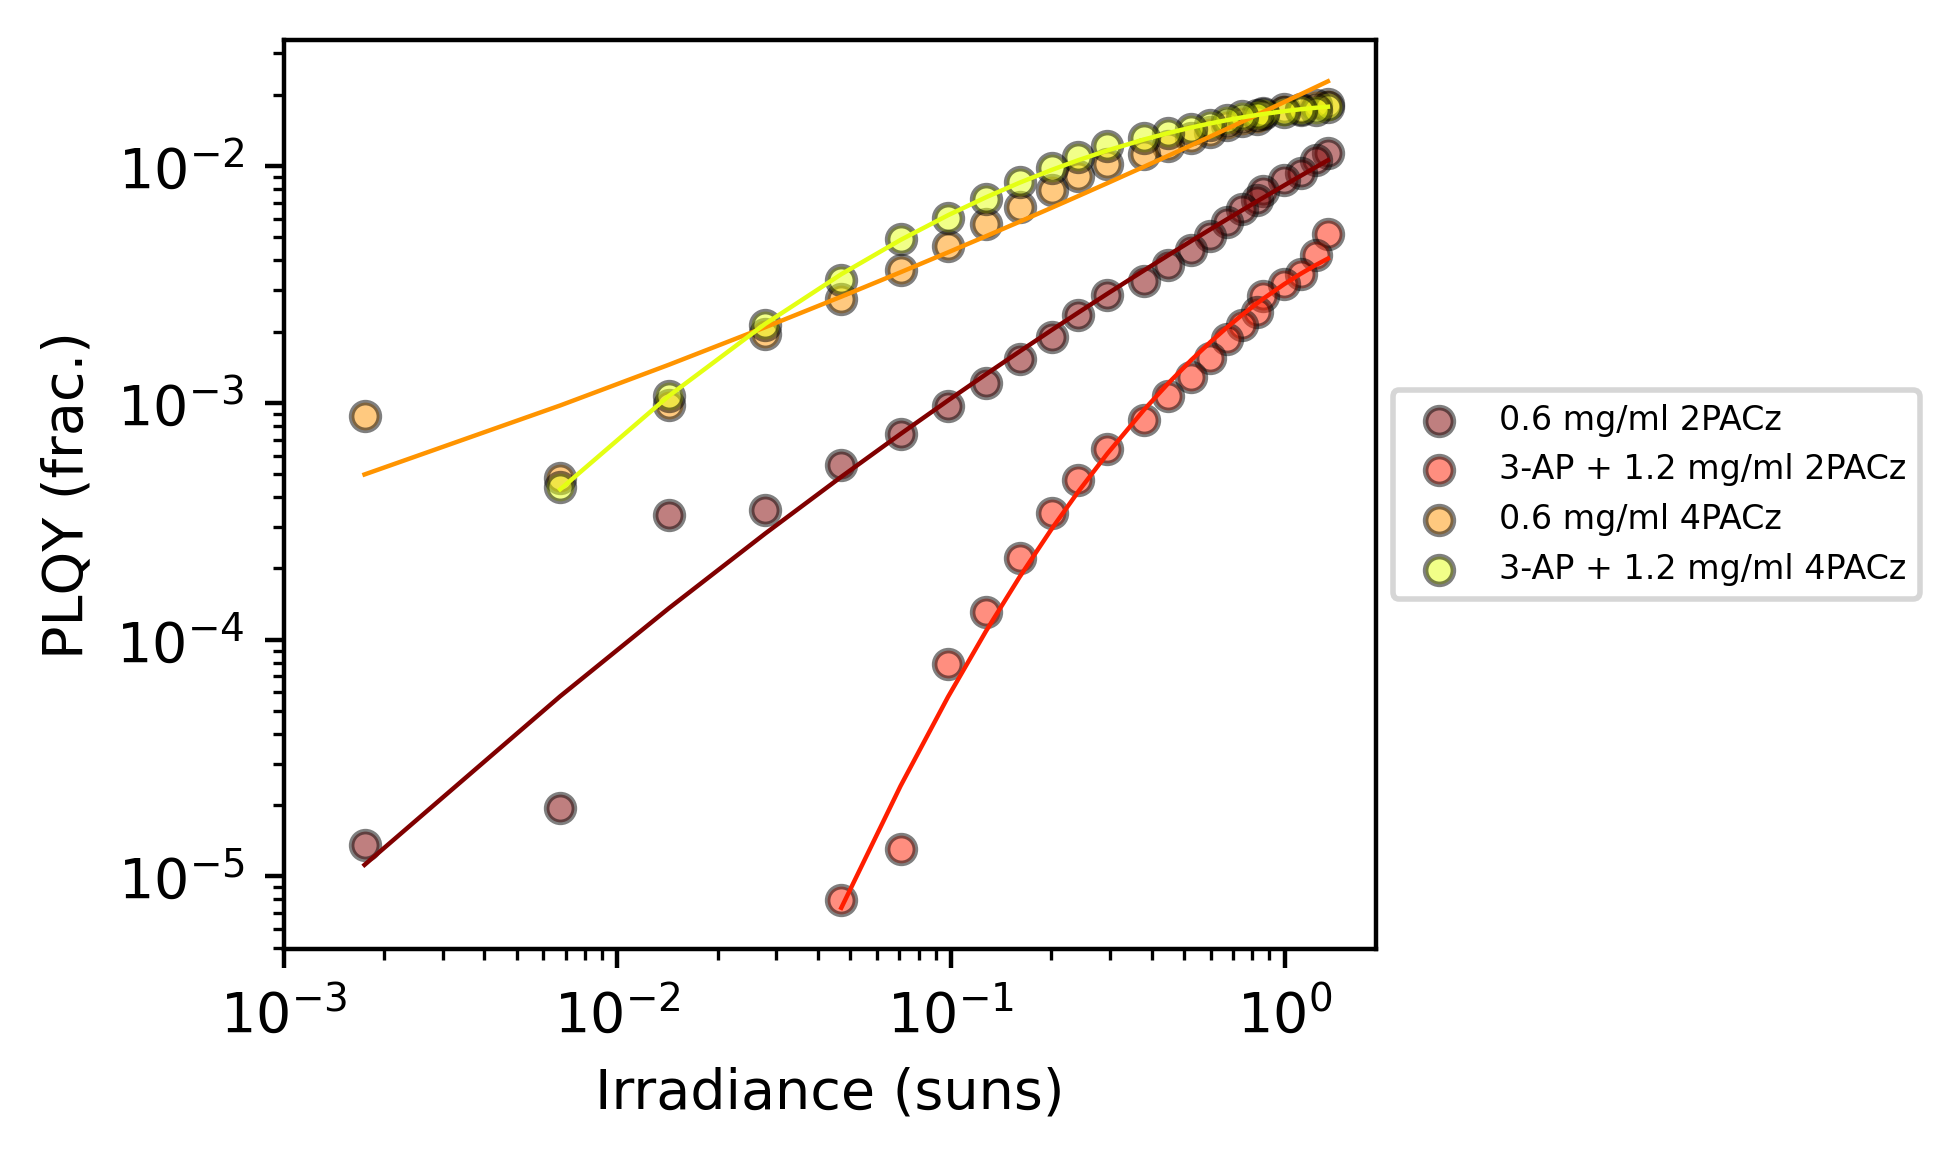 10⁻²
10⁻³
10⁻⁴
10⁻⁵
PLQY (frac.)
10⁻³ 10⁻² 10⁻¹ 10⁰
Irradiance (suns)
0.6 mg/ml 2PACz
3-AP + 1.2 mg/ml 2PACz
0.6 mg/ml 4PACz
3-AP + 1.2 mg/ml 4PACz